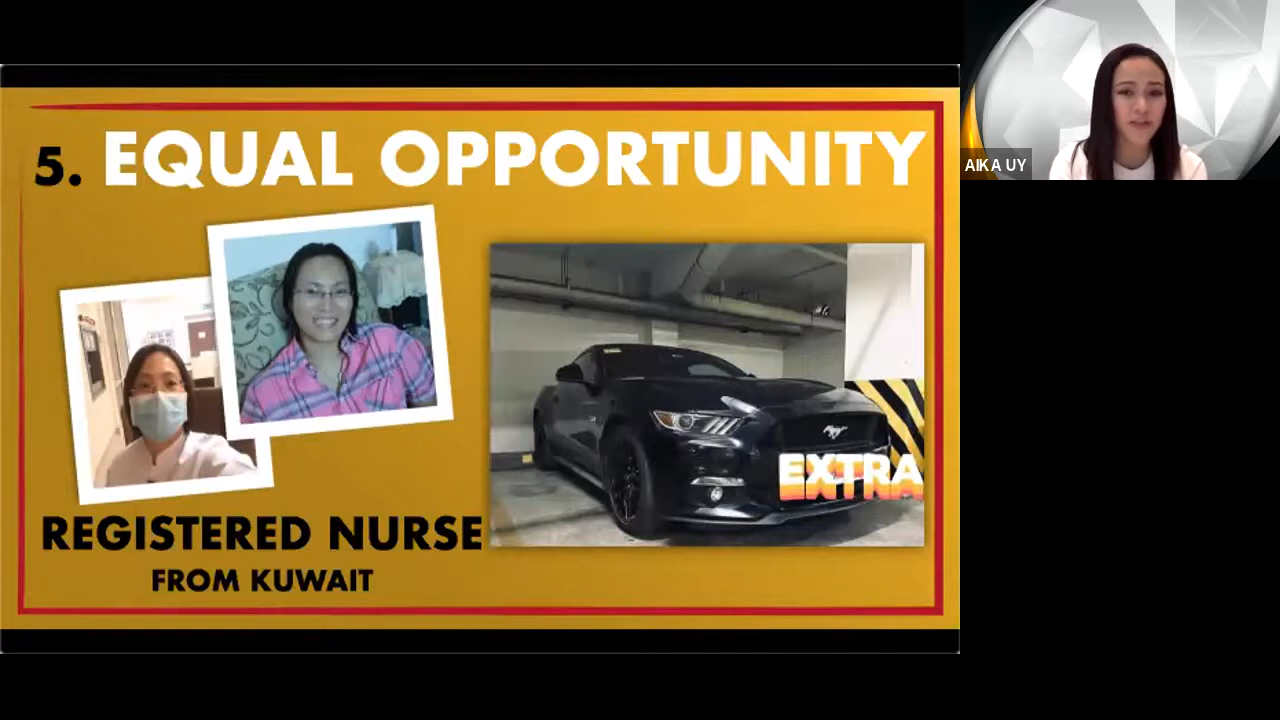 5. EQUAL OPPORTUNITY
EXTRA
REGISTERED NURSE
FROM KUWAIT
AIKA UY